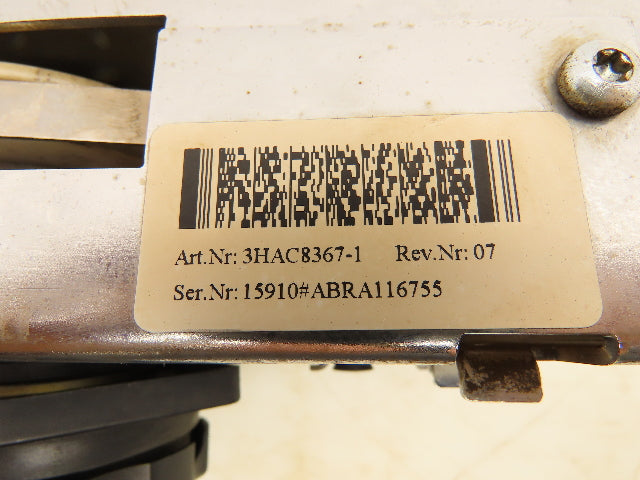 Art.Nr: 3HAC8367-1 Rev.Nr: 07
Ser.Nr: 15910#ABRA116755